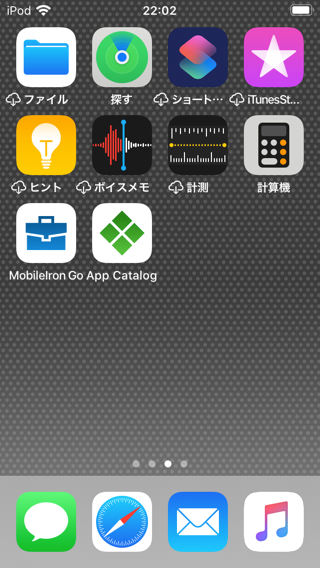 iPod 22:02
ファイル 探す ショート… iTunesSt…
ヒント ボイスメモ 計測 計算機
MobileIron Go App Catalog